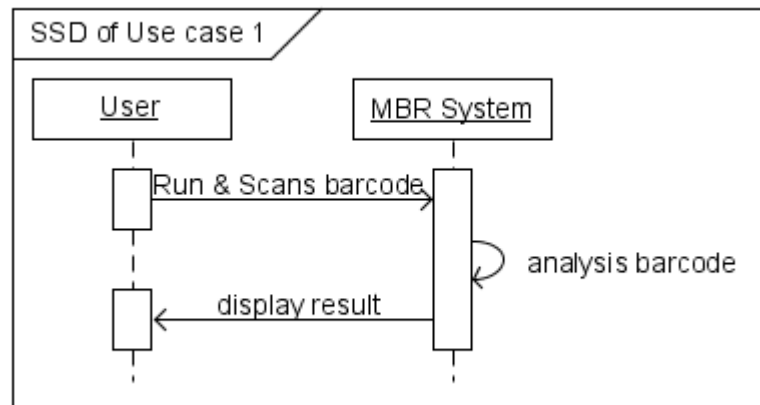 SSD of Use case 1
User
MBR System
Run & Scans barcode
analysis barcode
display result